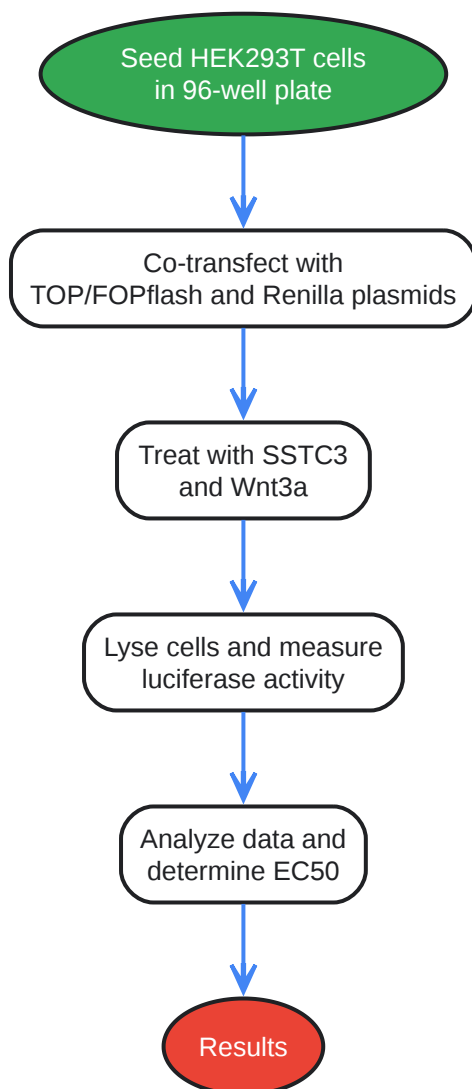 Seed HEK293T cells
in 96-well plate
Co-transfect with
TOP/FOPflash and Renilla plasmids
Treat with SSTC3
and Wnt3a
Lyse cells and measure
luciferase activity
Analyze data and
determine EC50
Results